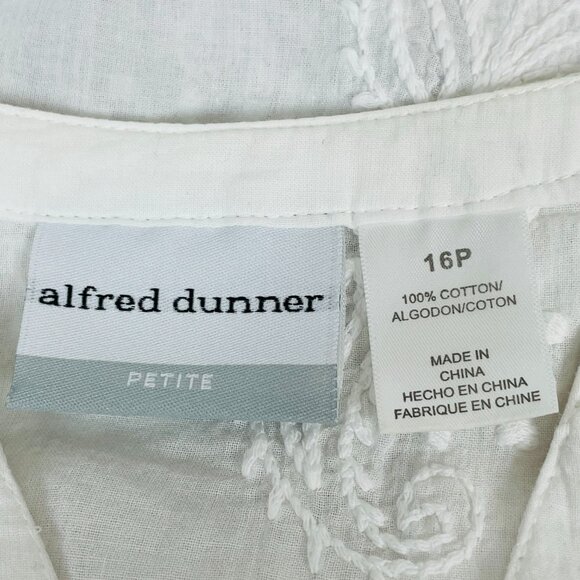 alfred dunner
PETITE
16P
100% COTTON/
ALGODON/COTON
MADE IN
CHINA
HECHO EN CHINA
FABRIQUE EN CHINE